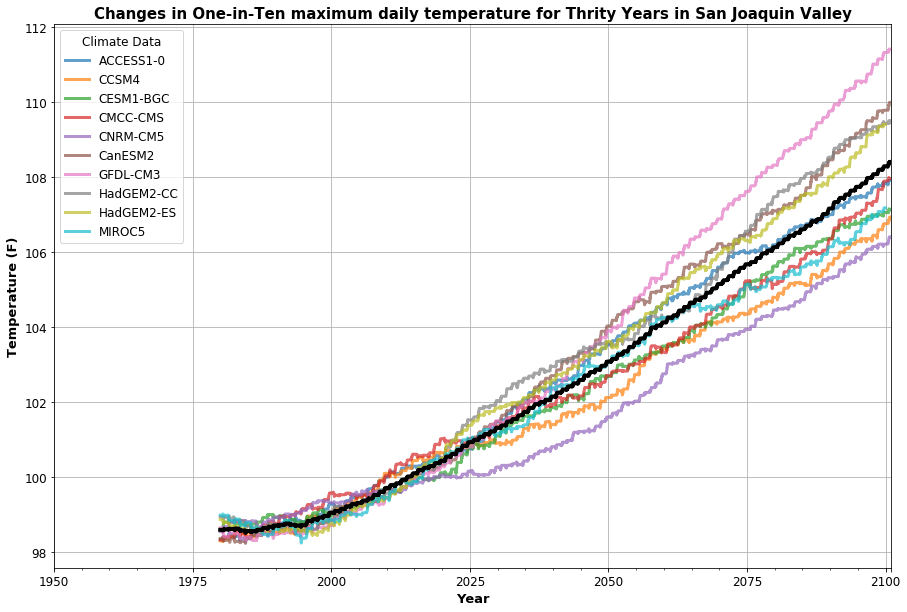 Changes in One-in-Ten maximum daily temperature for Thrity Years in San Joaquin Valley
112
110
108
106
104
102
100
98
Temperature (F)
Climate Data
ACCESS1-0
CCSM4
CESM1-BGC
CMCC-CMS
CNRM-CM5
CanESM2
GFDL-CM3
HadGEM2-CC
HadGEM2-ES
MIROC5
1950
1975
2000
2025
2050
2075
2100
Year